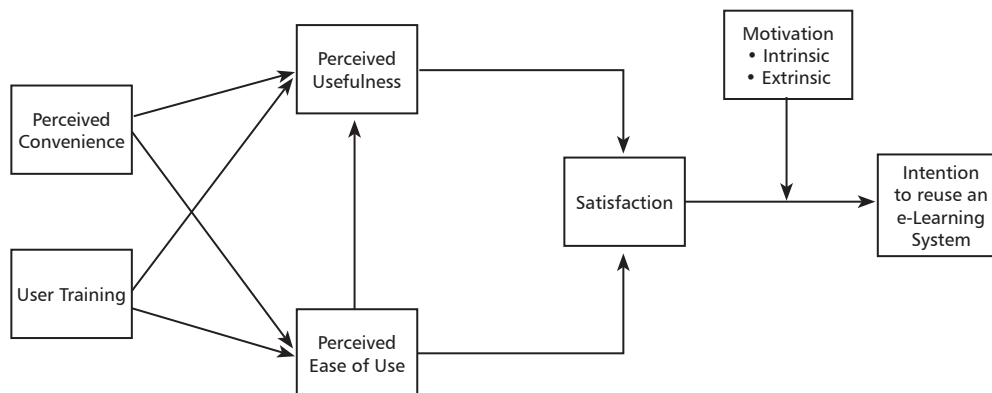 Perceived
Convenience
User Training
Perceived
Usefulness
Perceived
Ease of Use
Satisfaction
Motivation
• Intrinsic
• Extrinsic
Intention
to reuse an
e-Learning
System